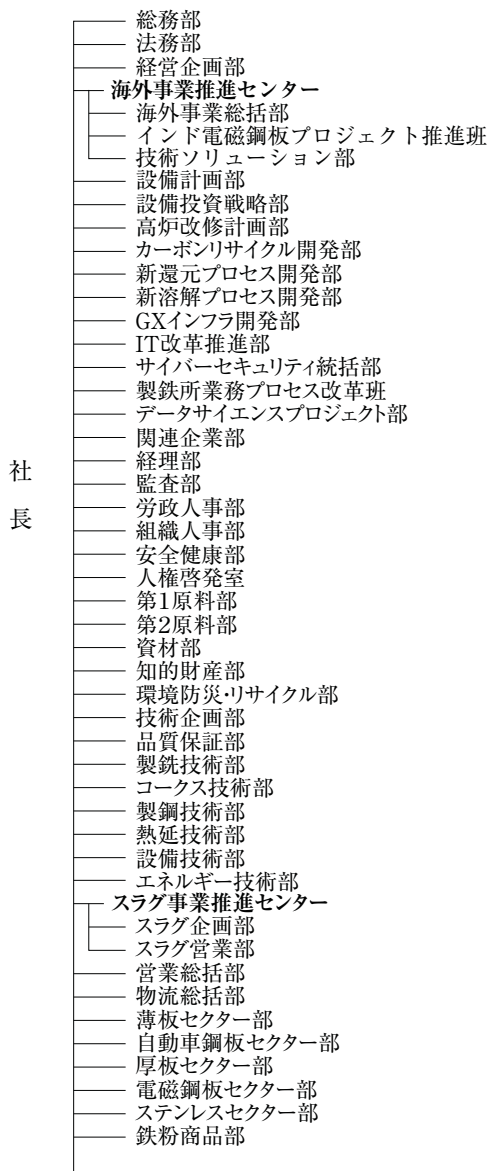 総務部
法務部
経営企画部
海外事業推進センター
海外事業総括部
インド電磁鋼板プロジェクト推進班
技術ソリューション部
設備計画部
設備投資戦略部
高炉改修計画部
カーボンリサイクル開発部
新還元プロセス開発部
新溶解プロセス開発部
GXインフラ開発部
IT改革推進部
サイバーセキュリティ統括部
製鉄所業務プロセス改革班
データサイエンスプロジェクト部
関連企業部
経理部
監査部
労政人事部
組織人事部
安全健康部
人権啓発室
第1原料部
第2原料部
資材部
知的財産部
環境防災・リサイクル部
技術企画部
品質保証部
製銑技術部
コークス技術部
製鋼技術部
熱延技術部
設備技術部
エネルギー技術部
スラグ事業推進センター
スラグ企画部
スラグ営業部
営業総括部
物流総括部
薄板セクター部
自動車鋼板セクター部
厚板セクター部
電磁鋼板セクター部
ステンレスセクター部
鉄粉商品部
社長